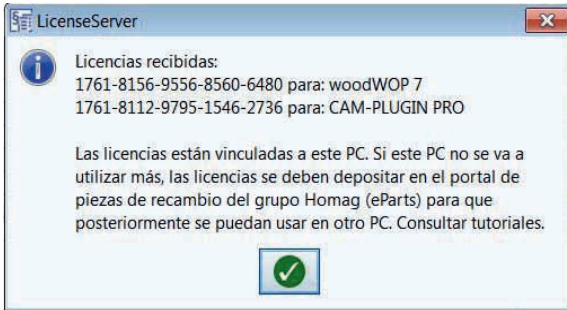 LicenseServer
Licencias recibidas:
1761-8156-9556-8560-6480 para: woodWOP 7
1761-8112-9795-1546-2736 para: CAM-PLUGIN PRO
Las licencias están vinculadas a este PC. Si este PC no se va a
utilizar más, las licencias se deben depositar en el portal de
piezas de recambio del grupo Homag (eParts) para que
posteriormente se puedan usar en otro PC. Consultar tutoriales.